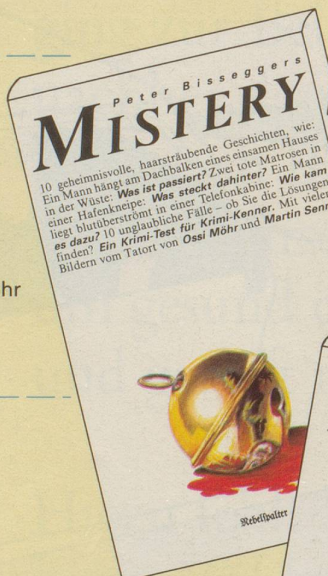 Peter Bisseggers
MISTERY
10 geheimnisvolle, haarsträubende Geschichten, wie:
Ein Mann hängt am Dachbalken eines einsamen Hauses
in der Wüste: Was ist passiert? Zwei tote Matrosen in
einer Hafenkneipe: Was steckt dahinter? Ein Mann
liegt blutüberströmt in einer Telefonkabine: Wie kam
es dazu? 10 unglaubliche Fälle – ob Sie die Lösungen
finden? Ein Krimi-Test für Krimi-Kenner. Mit vielen
Bildern vom Tatort von Ossi Möhr und Martin Senn
hr
Nebelspalter